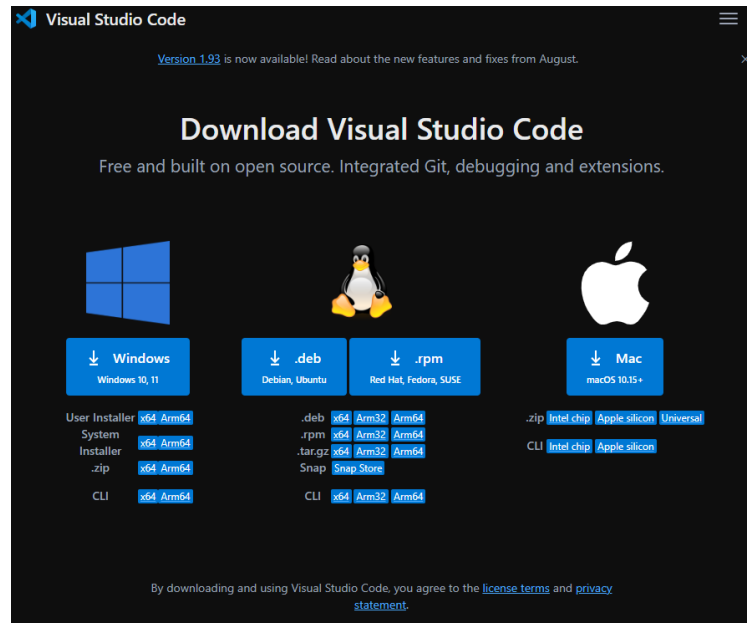 Visual Studio Code
Version 1.93 is now available! Read about the new features and fixes from August.
Download Visual Studio Code
Free and built on open source. Integrated Git, debugging and extensions.
Windows
Windows 10, 11
User Installer x64 Arm64
System
Installer x64 Arm64
.zip x64 Arm64
CLI x64 Arm64
.deb
Debian, Ubuntu
.rpm
Red Hat, Fedora, SUSE
.deb x64 Arm32 Arm64
.rpm x64 Arm32 Arm64
.tar.gz x64 Arm32 Arm64
Snap Snap Store
CLI x64 Arm32 Arm64
Mac
macOS 10.15+
.zip Intel chip Apple silicon Universal
CLI Intel chip Apple silicon
By downloading and using Visual Studio Code, you agree to the license terms and privacy
statement.